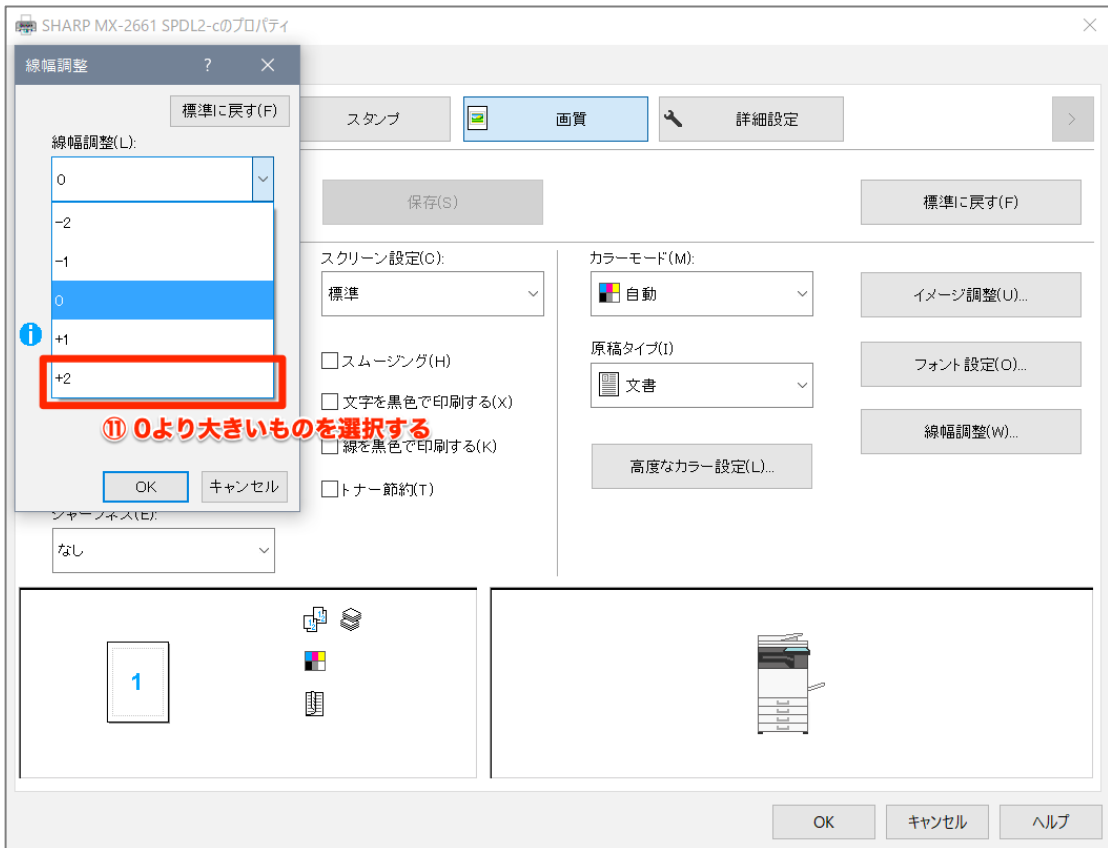 SHARP MX-2661 SPDL2-cのプロパティ
線幅調整 ?
標準に戻す(F)
線幅調整(L):
0
-2
-1
0
+1
+2
⑪ 0より大きいものを選択する
OK
キャンセル
スタンプ
画質
詳細設定
保存(S)
標準に戻す(F)
スクリーン設定(C):
標準
スムージング(H)
文字を黒色で印刷する(X)
線を黒色で印刷する(K)
トナー節約(T)
カラーモード(M):
自動
原稿タイプ(I)
文書
高度なカラー設定(L)...
イメージ調整(U)...
フォント設定(O)...
線幅調整(W)...
シャープネス(E):
なし
1
OK
キャンセル
ヘルプ